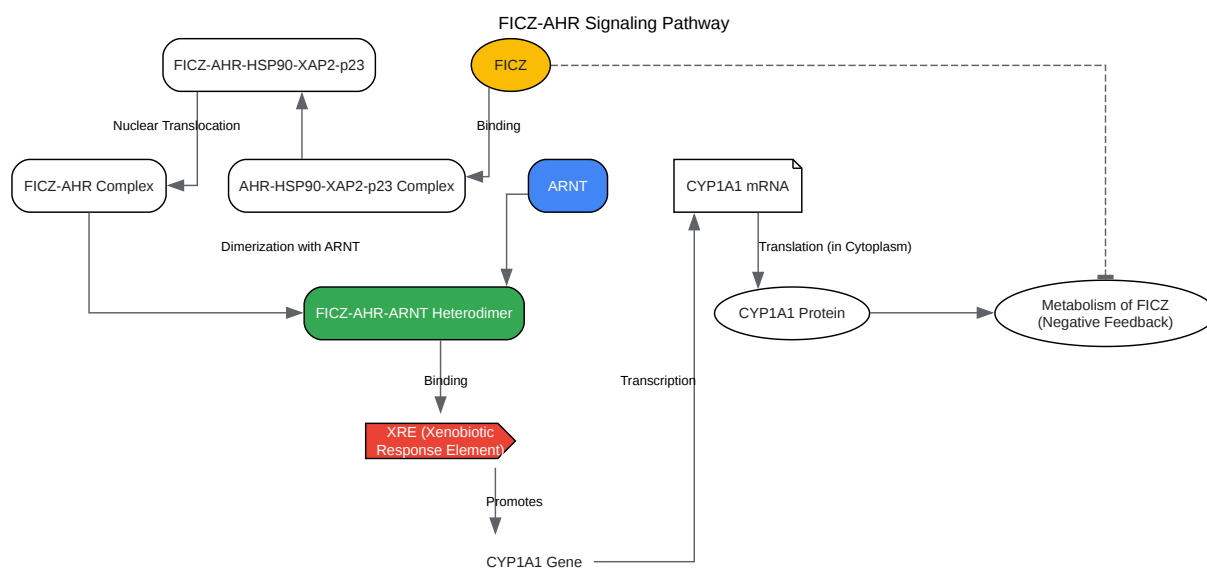 FICZ-AHR Signaling Pathway
FICZ-AHR-HSP90-XAP2-p23
FICZ
Nuclear Translocation
Binding
FICZ-AHR Complex
AHR-HSP90-XAP2-p23 Complex
ARNT
CYP1A1 mRNA
Dimerization with ARNT
Translation (in Cytoplasm)
FICZ-AHR-ARNT Heterodimer
CYP1A1 Protein
Metabolism of FICZ
(Negative Feedback)
Binding
Transcription
XRE (Xenobiotic
Response Element)
Promotes
CYP1A1 Gene